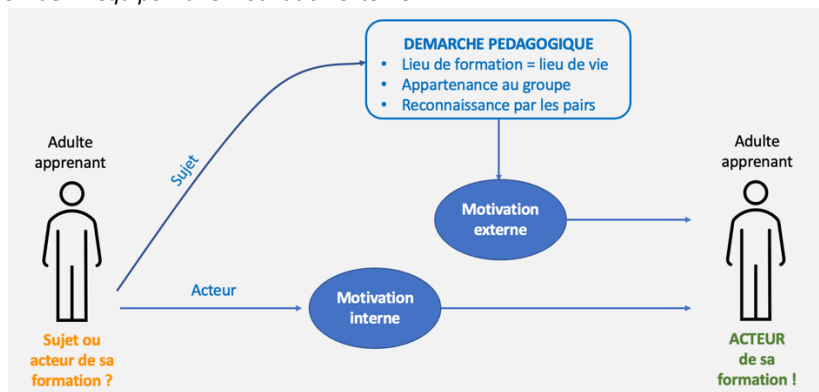 DEMARCHE PEDAGOGIQUE
• Lieu de formation = lieu de vie
• Appartenance au groupe
• Reconnaissance par les pairs
Adulte
apprenant
Sujet
Adulte
apprenant
Motivation
externe
Acteur
Motivation
interne
Sujet ou
acteur de sa
formation ?
ACTEUR
de sa
formation !